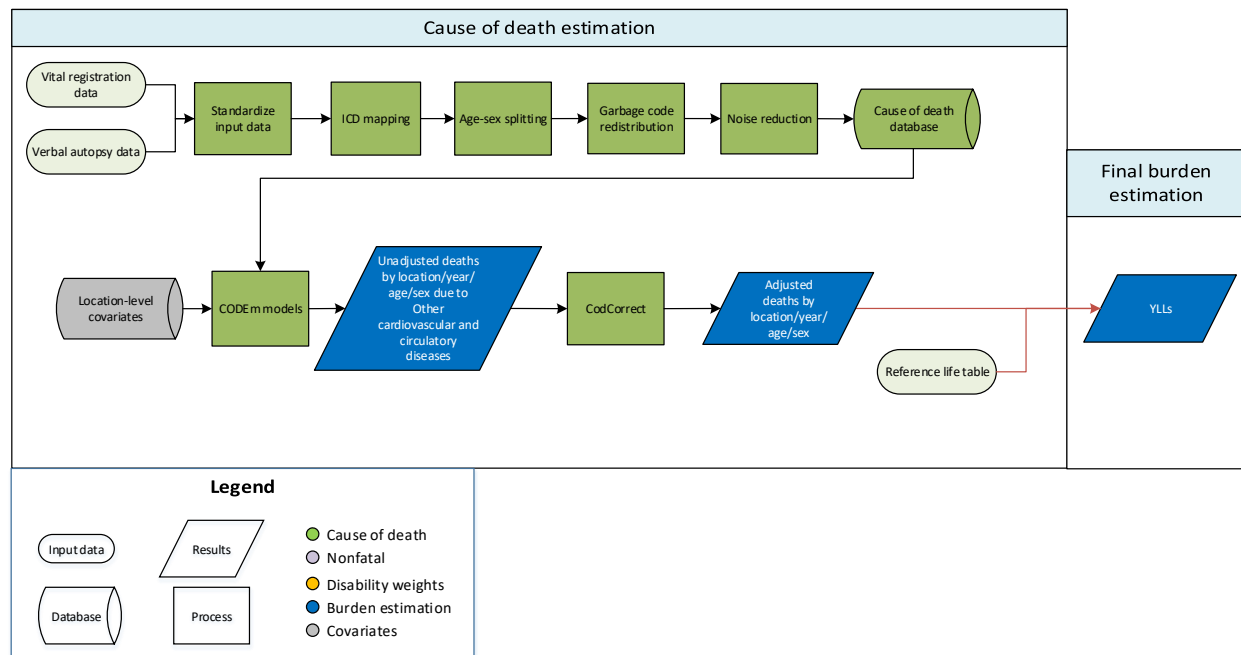 Cause of death estimation
Vital registration
data
Verbal autopsy data
Standardize
input data
ICD mapping
Age-sex splitting
Garbage code
redistribution
Noise reduction
Cause of death
database
Final burden
estimation
Location-level
covariates
CODEm models
Unadjusted deaths
by location/year/
age/sex due to
Other
cardiovascular and
circulatory
diseases
CodCorrect
Adjusted
deaths by
location/year/
age/sex
YLLs
Reference life table
Legend
Input data
Results
Database
Process
Cause of death
Nonfatal
Disability weights
Burden estimation
Covariates